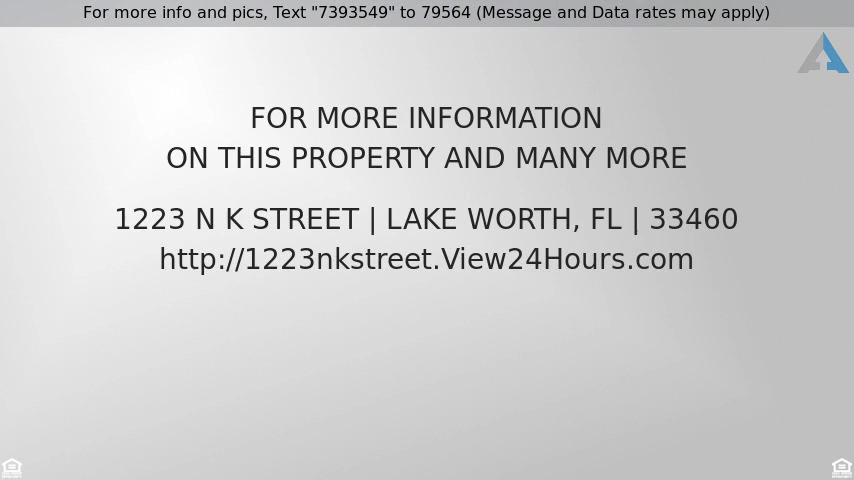 For more info and pics, Text "7393549" to 79564 (Message and Data rates may apply)
FOR MORE INFORMATION
ON THIS PROPERTY AND MANY MORE
1223 N K STREET | LAKE WORTH, FL | 33460
http://1223nkstreet.View24Hours.com